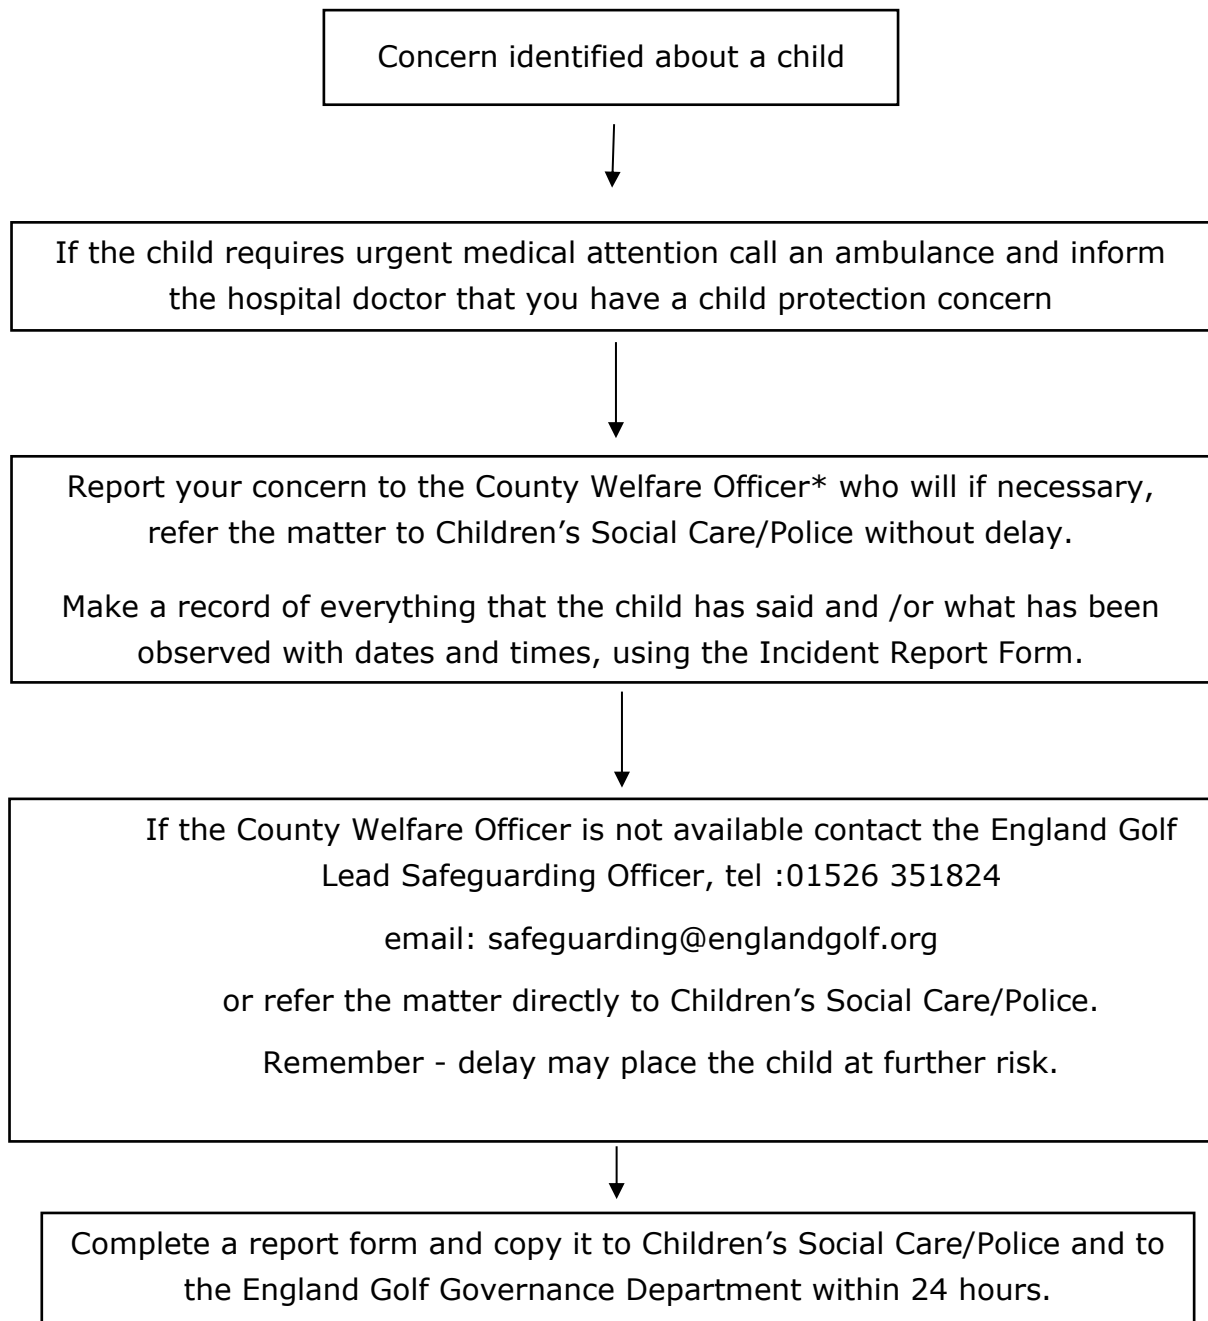 Concern identified about a child
If the child requires urgent medical attention call an ambulance and inform
the hospital doctor that you have a child protection concern
Report your concern to the County Welfare Officer* who will if necessary,
refer the matter to Children’s Social Care/Police without delay.
Make a record of everything that the child has said and /or what has been
observed with dates and times, using the Incident Report Form.
If the County Welfare Officer is not available contact the England Golf
Lead Safeguarding Officer, tel :01526 351824
email: safeguarding@englandgolf.org
or refer the matter directly to Children’s Social Care/Police.
Remember - delay may place the child at further risk.
Complete a report form and copy it to Children’s Social Care/Police and to
the England Golf Governance Department within 24 hours.